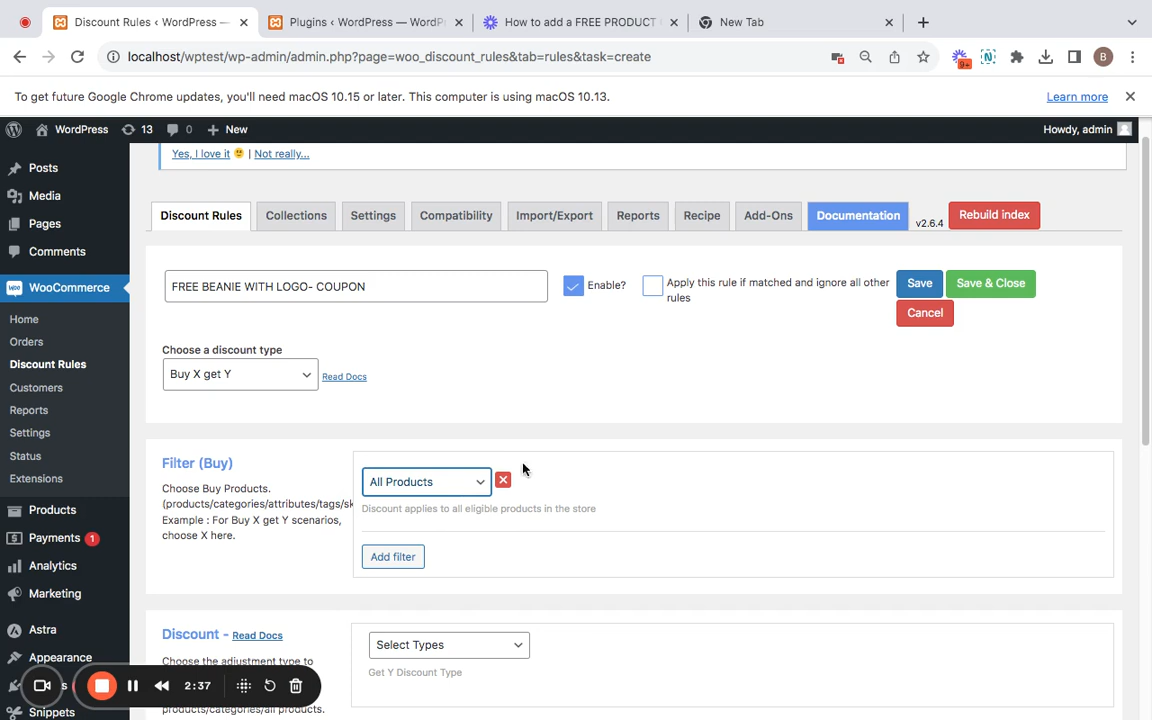 Discount Rules ‹ WordPress —
Plugins ‹ WordPress — WordPr
How to add a FREE PRODUCT
New Tab
localhost/wptest/wp-admin/admin.php?page=woo_discount_rules&tab=rules&task=create
9+
B
To get future Google Chrome updates, you'll need macOS 10.15 or later. This computer is using macOS 10.13.
Learn more
WordPress
13
0
New
Howdy, admin
Posts
Media
Pages
Comments
WooCommerce
Home
Orders
Discount Rules
Customers
Reports
Settings
Status
Extensions
Products
Payments 1
Analytics
Marketing
Astra
Appearance
Snippets
Yes, I love it 🙂 | Not really...
Discount Rules
Collections
Settings
Compatibility
Import/Export
Reports
Recipe
Add-Ons
Documentation
v2.6.4
Rebuild index
FREE BEANIE WITH LOGO- COUPON
Enable?
Apply this rule if matched and ignore all other
rules
Save
Save & Close
Cancel
Choose a discount type
Buy X get Y
Read Docs
Filter (Buy)
Choose Buy Products.
(products/categories/attributes/tags/sk
Example : For Buy X get Y scenarios,
choose X here.
All Products
Discount applies to all eligible products in the store
Add filter
Discount - Read Docs
Choose the adjustment type to
products/categories/all products.
Select Types
Get Y Discount Type
2:37